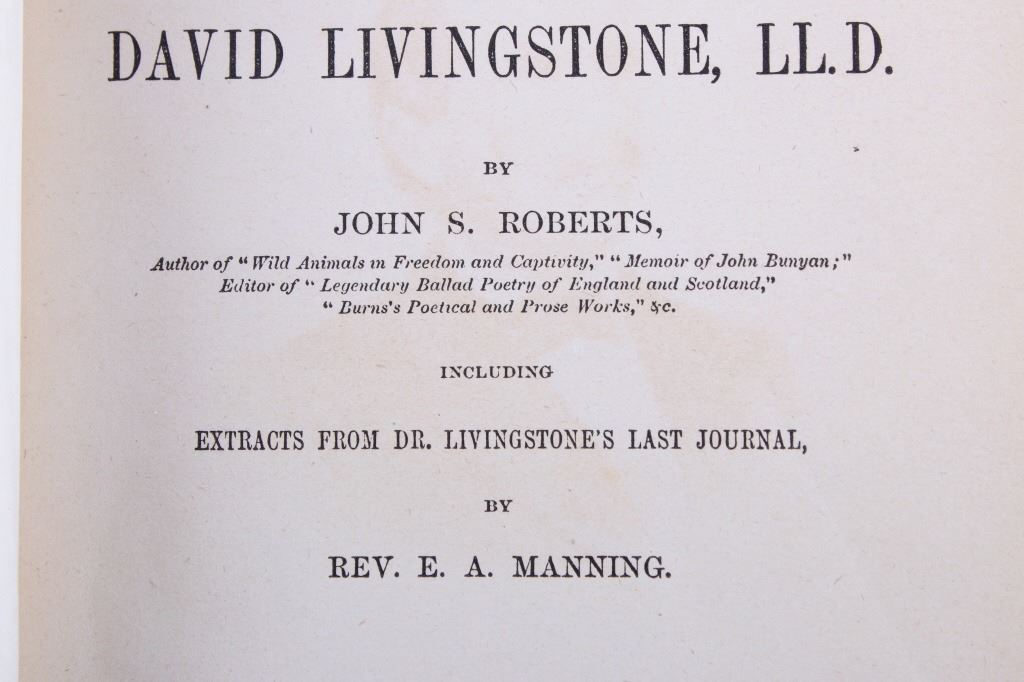 DAVID LIVINGSTONE, LL.D.
BY
JOHN S. ROBERTS,
Author of "Wild Animals in Freedom and Captivity," "Memoir of John Bunyan;"
Editor of "Legendary Ballad Poetry of England and Scotland,"
"Burns's Poetical and Prose Works," &c.
INCLUDING
EXTRACTS FROM DR. LIVINGSTONE'S LAST JOURNAL,
BY
REV. E. A. MANNING.